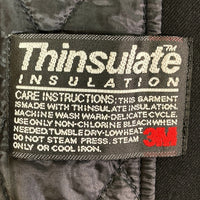 Thinsulate™
INSULATION
CARE INSTRUCTIONS: THIS GARMENT
IS MADE WITH THINSULATE INSULATION.
MACHINE WASH WARM-DELICATE CYCLE.
USE ONLY NON-CHLORINE BLEACH WHEN
NEEDED TUMBLE DRY-LOW HEAT.
DO NOT STEAM PRESS. STEAM
ONLY OR COOL IRON.
3M